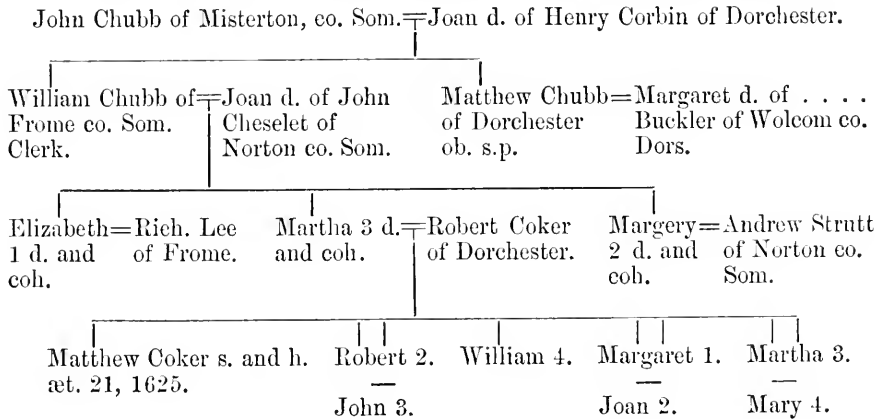 John Chubb of Misterton, co. Som.=Joan d. of Henry Corbin of Dorchester.
William Chubb of=Joan d. of John
Frome co. Som. Cheselet of
Clerk. Norton co. Som.
Matthew Chubb=Margaret d. of . . . .
of Dorchester Buckler of Wolcom co.
ob. s.p. Dors.
Elizabeth=Rich. Lee
1 d. and of Frome.
coh.
Martha 3 d.=Robert Coker
and coh. of Dorchester.
Margery=Andrew Strutt
2 d. and of Norton co.
coh. Som.
Matthew Coker s. and h.
æt. 21, 1625.
Robert 2.
—
John 3.
William 4.
Margaret 1.
—
Joan 2.
Martha 3.
—
Mary 4.